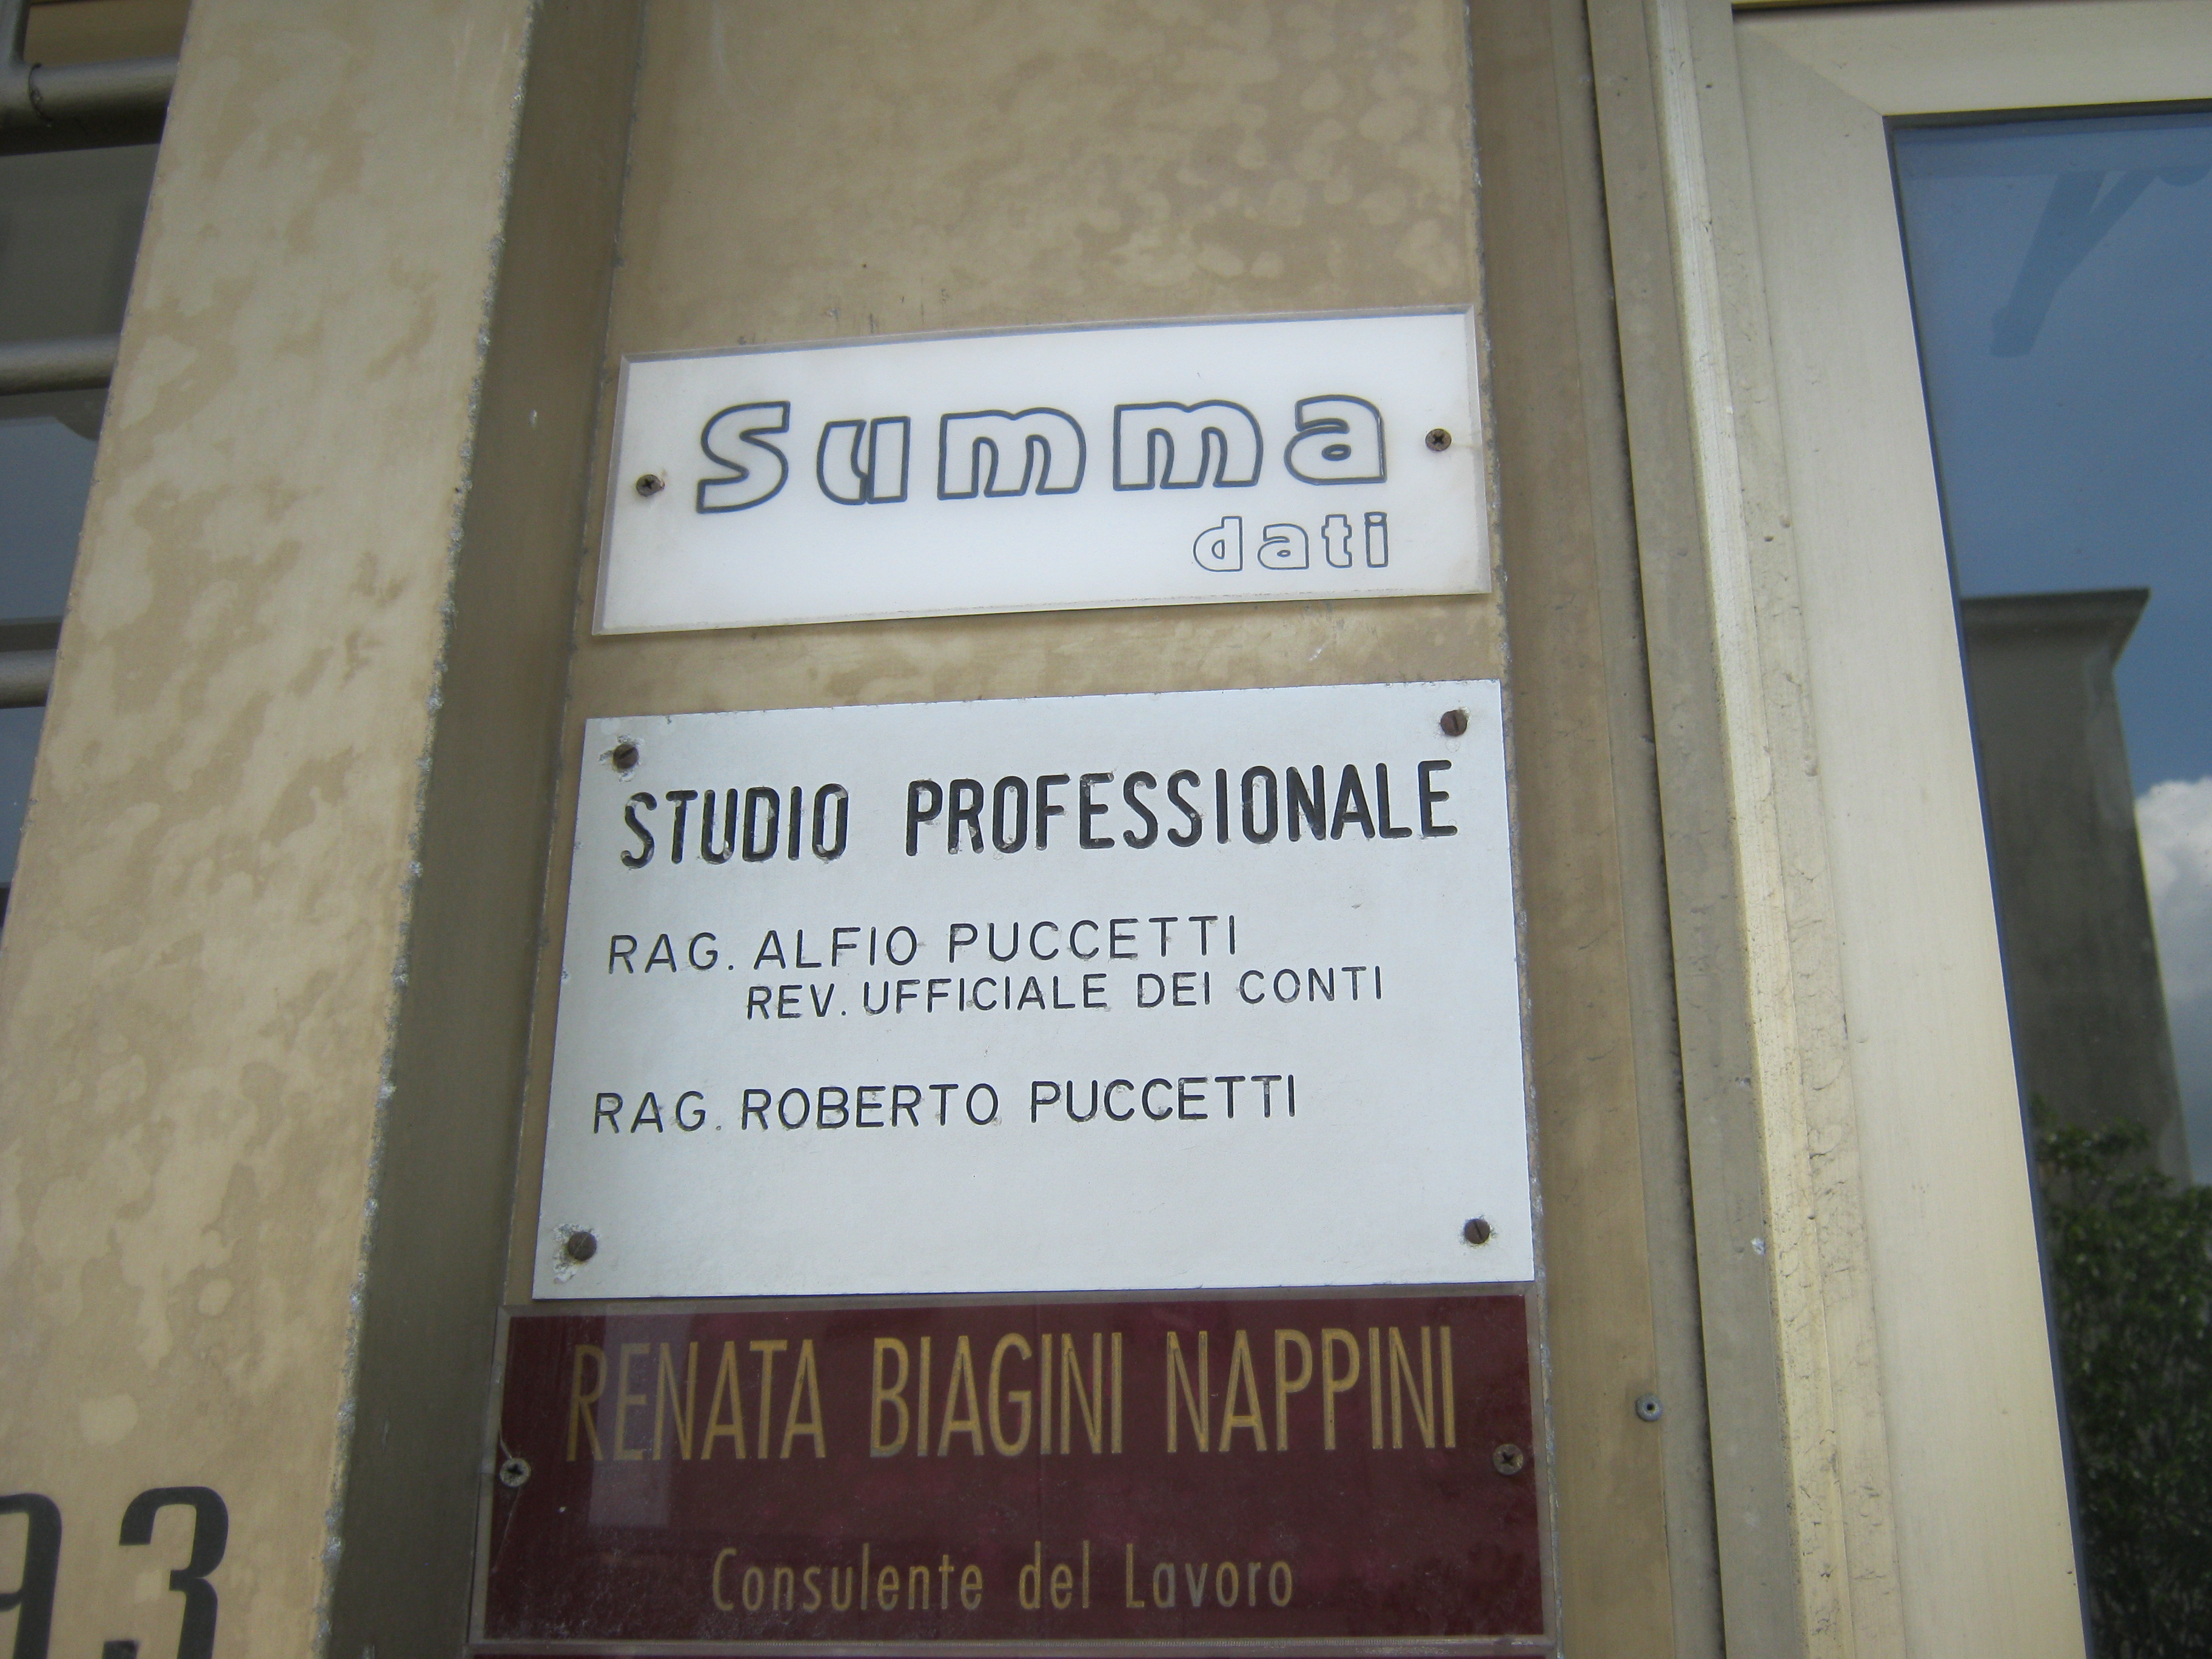 Summa
dati
STUDIO PROFESSIONALE
RAG. ALFIO PUCCETTI
REV. UFFICIALE DEI CONTI
RAG. ROBERTO PUCCETTI
RENATA BIAGINI NAPPINI
Consulente del Lavoro
93